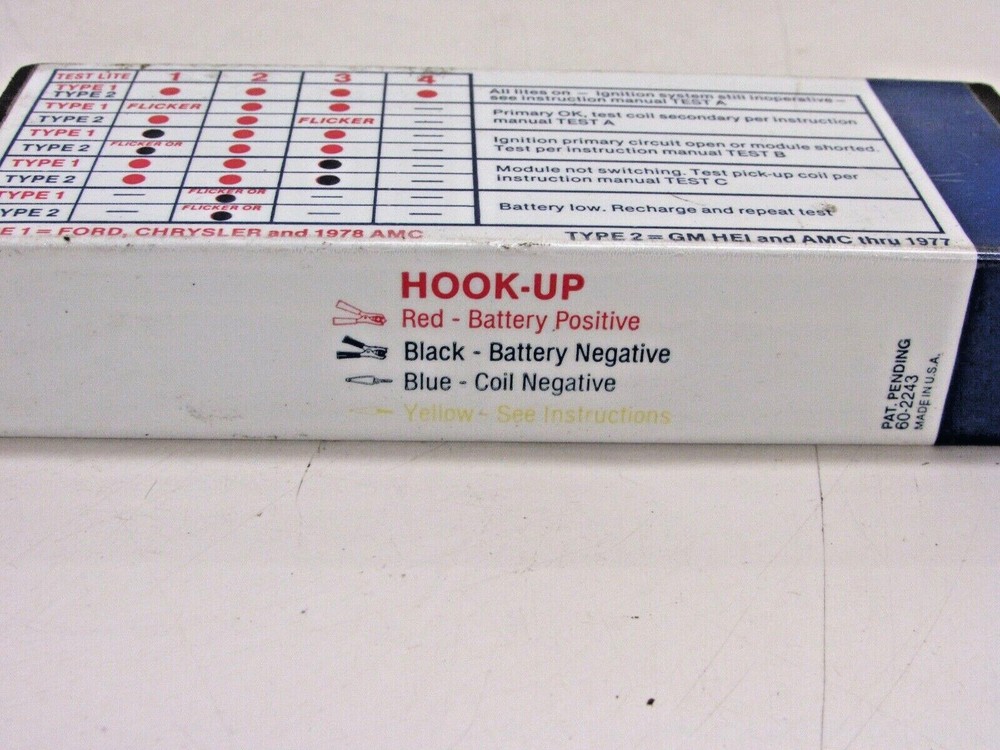 TEST LITE 1 2 3 4
TYPE 1
TYPE 2
All lites on — Ignition system still inoperative –
see instruction manual TEST A
TYPE 1 FLICKER —
TYPE 2 FLICKER —
Primary OK, test coil secondary per instruction
manual TEST A
TYPE 1 —
TYPE 2 FLICKER OR —
Ignition primary circuit open or module shorted.
Test per instruction manual TEST B
TYPE 1 —
TYPE 2 —
Module not switching. Test pick-up coil per
instruction manual TEST C
TYPE 1 — FLICKER OR — —
YPE 2 — FLICKER OR — —
Battery low. Recharge and repeat test
E 1 = FORD, CHRYSLER and 1978 AMC TYPE 2 = GM HEI and AMC thru 1977
HOOK-UP
Red - Battery Positive
Black - Battery Negative
Blue - Coil Negative
Yellow - See Instructions
PAT. PENDING
60-2243
MADE IN U.S.A.